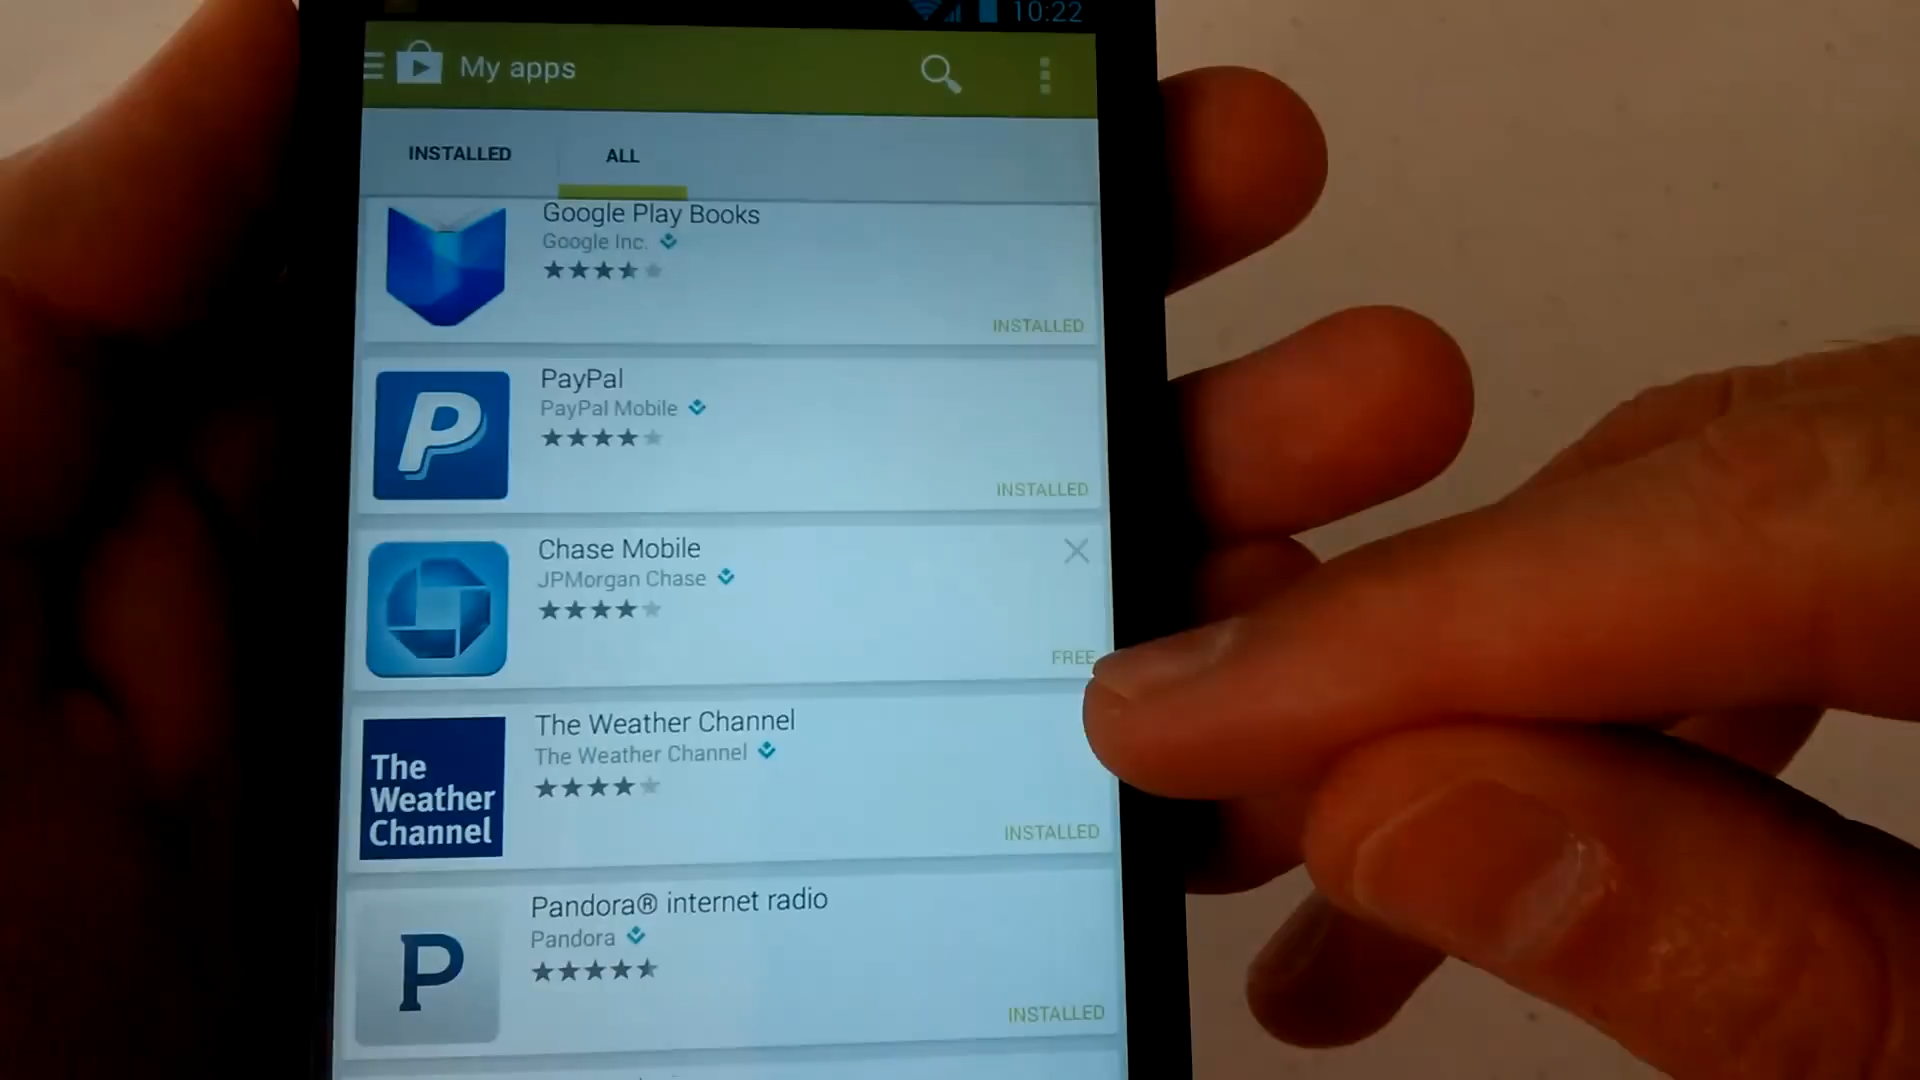 10:22
My apps
INSTALLED ALL
Google Play Books
Google Inc.
INSTALLED
PayPal
PayPal Mobile
INSTALLED
P
Chase Mobile
JPMorgan Chase
FREE
The Weather Channel
The Weather Channel
The
Weather
Channel
INSTALLED
Pandora® internet radio
Pandora
P
INSTALLED